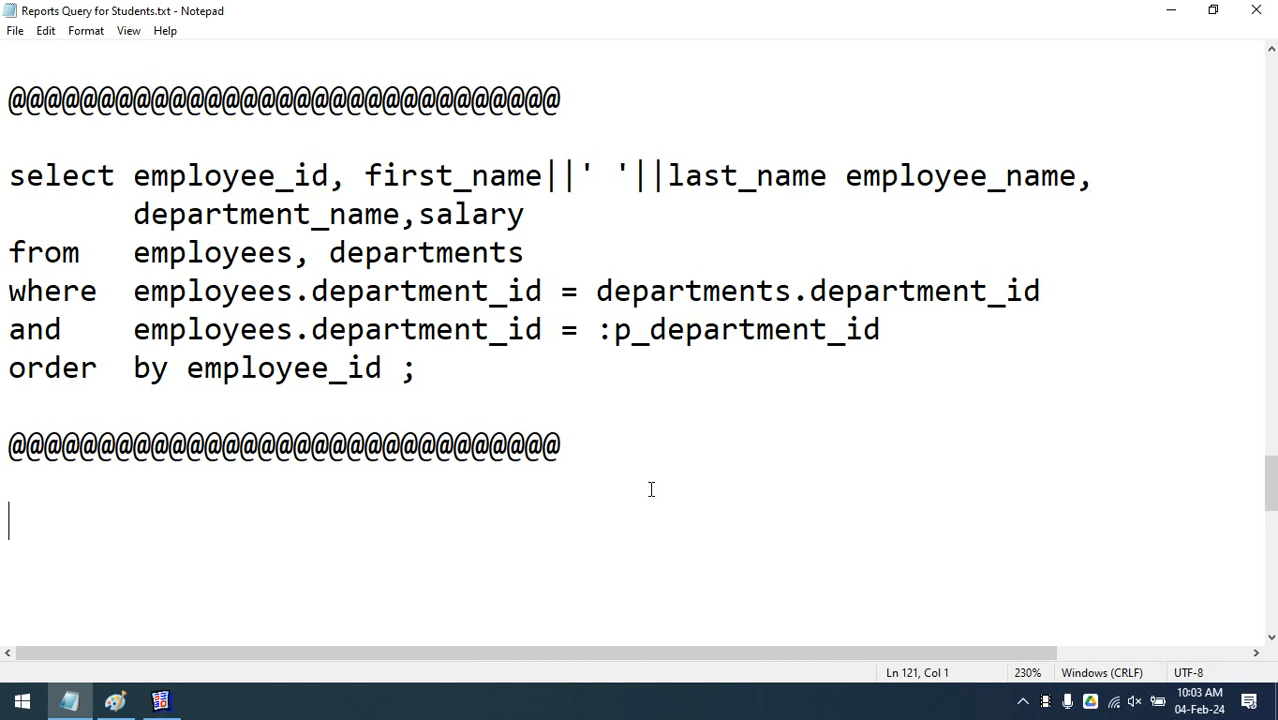 Reports Query for Students.txt - Notepad
File Edit Format View Help
@@@@@@@@@@@@@@@@@@@@@@@@@@@@@@@
select employee_id, first_name||' '||last_name employee_name,
department_name,salary
from employees, departments
where employees.department_id = departments.department_id
and employees.department_id = :p_department_id
order by employee_id ;
@@@@@@@@@@@@@@@@@@@@@@@@@@@@@@@
Ln 121, Col 1 230% Windows (CRLF) UTF-8
10:03 AM
04-Feb-24